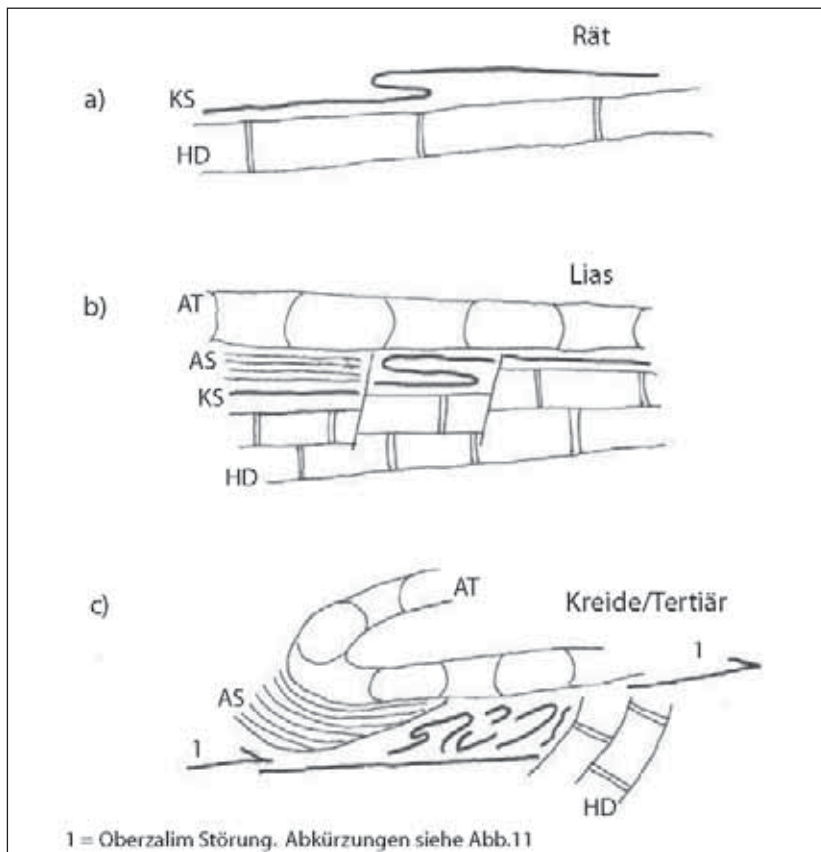 Rät
a)
KS
HD
Lias
b)
AT
AS
KS
HD
c)
AT
Kreide/Tertiär
1
AS
1
HD
1 = Oberzalim Störung. Abkürzungen siehe Abb.11